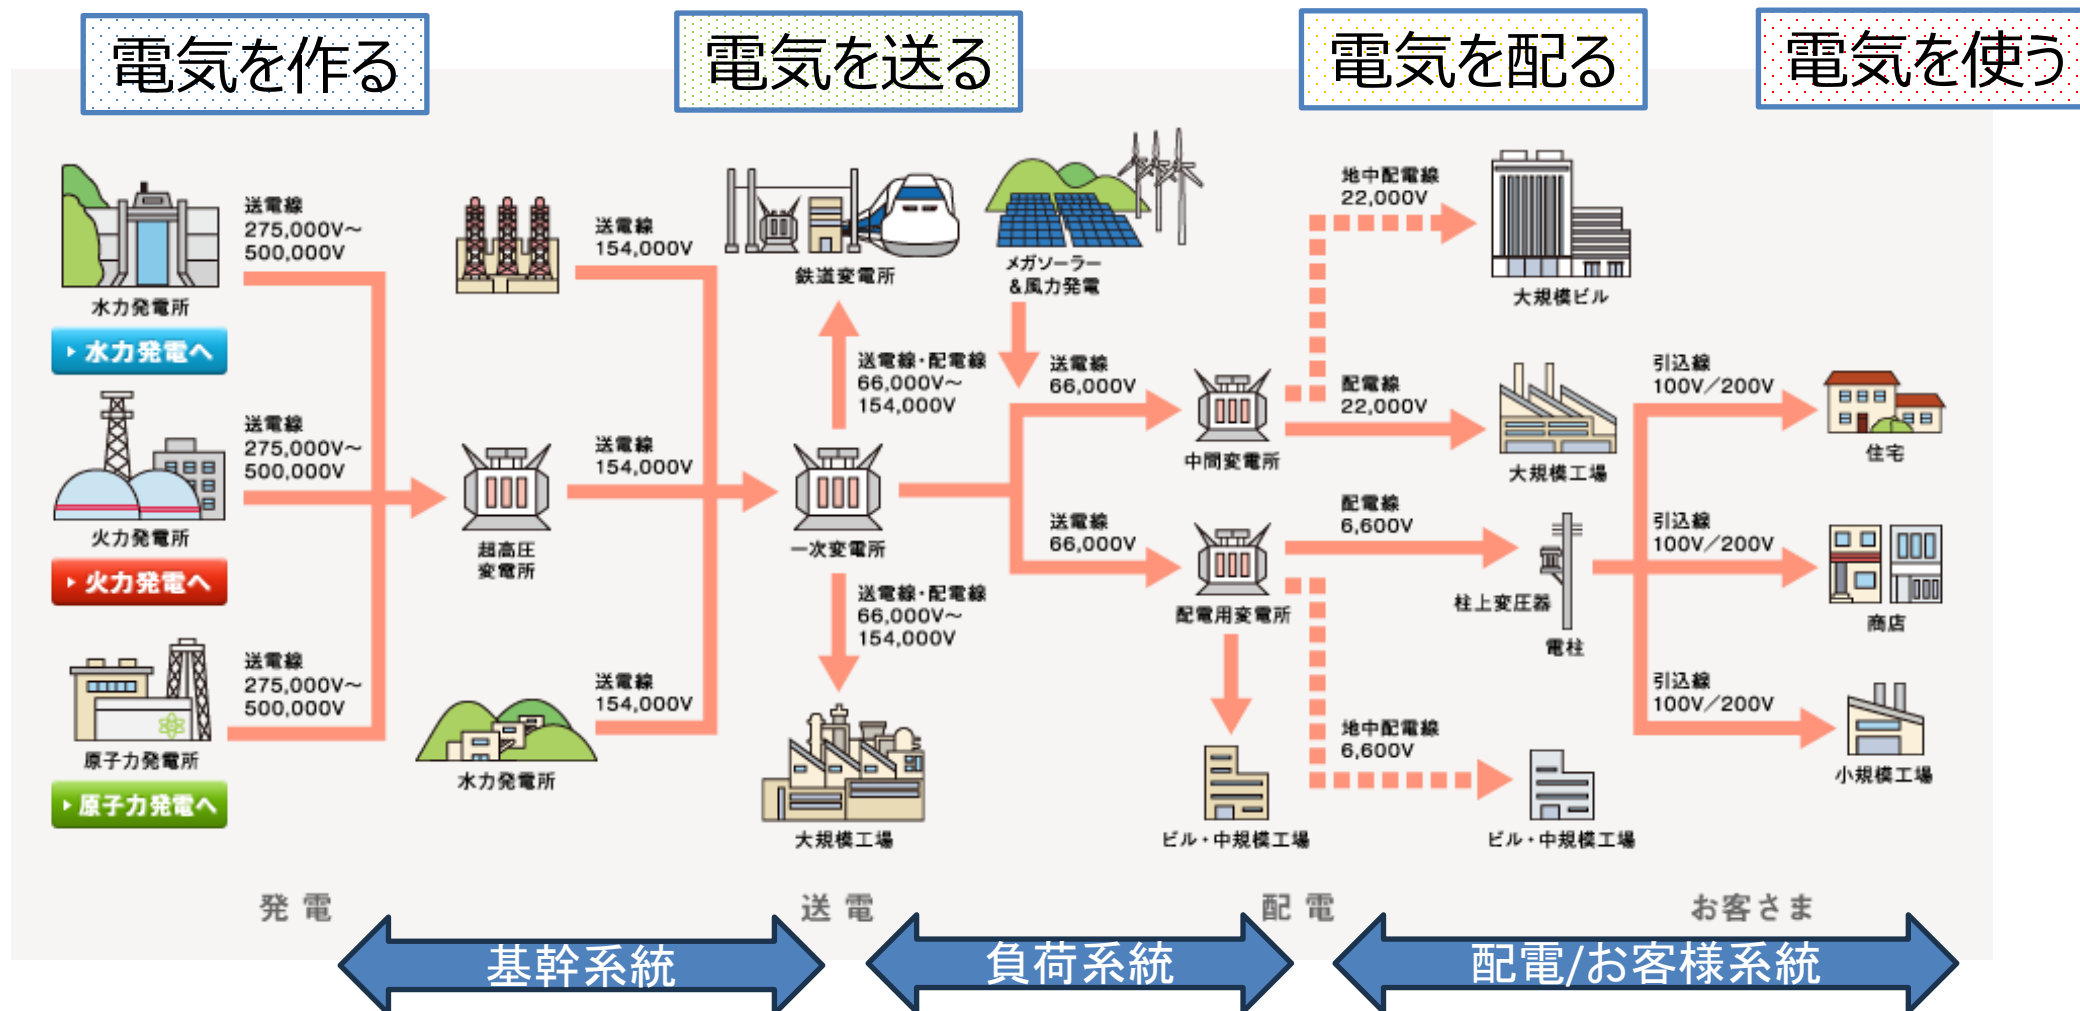 電気を作る
電気を送る
電気を配る
電気を使う
送電線
275,000V～
500,000V
水力発電所
水力発電へ
送電線
275,000V～
500,000V
火力発電所
火力発電へ
送電線
275,000V～
500,000V
原子力発電所
原子力発電へ
送電線
154,000V
送電線
154,000V
超高圧
変電所
送電線
154,000V
水力発電所
鉄道変電所
送電線・配電線
66,000V～
154,000V
一次変電所
送電線・配電線
66,000V～
154,000V
大規模工場
メガソーラー
&風力発電
送電線
66,000V
中間変電所
送電線
66,000V
配電用変電所
ビル・中規模工場
地中配電線
22,000V
大規模ビル
配電線
22,000V
大規模工場
配電線
6,600V
柱上変圧器
電柱
地中配電線
6,600V
ビル・中規模工場
引込線
100V／200V
住宅
引込線
100V／200V
商店
引込線
100V／200V
小規模工場
発電
送電
配電
お客さま
基幹系統
負荷系統
配電/お客様系統